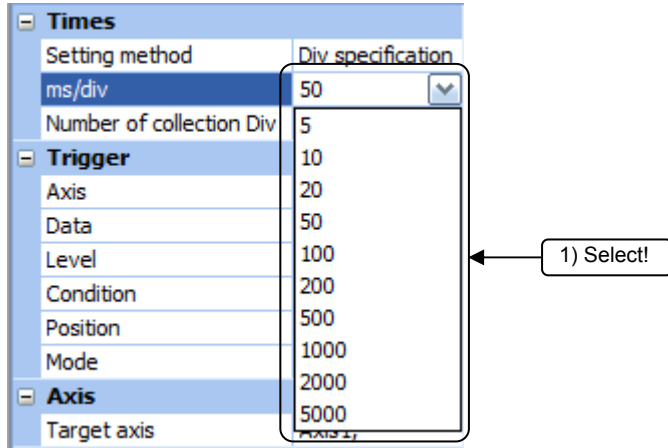 Times
Setting method Div specification
ms/div 50
Number of collection Div 5
Trigger 10
Axis 20
Data 50
Level 100
1) Select!
Condition 200
Position 500
Mode 1000
2000
Axis
5000
Target axis Axis1,